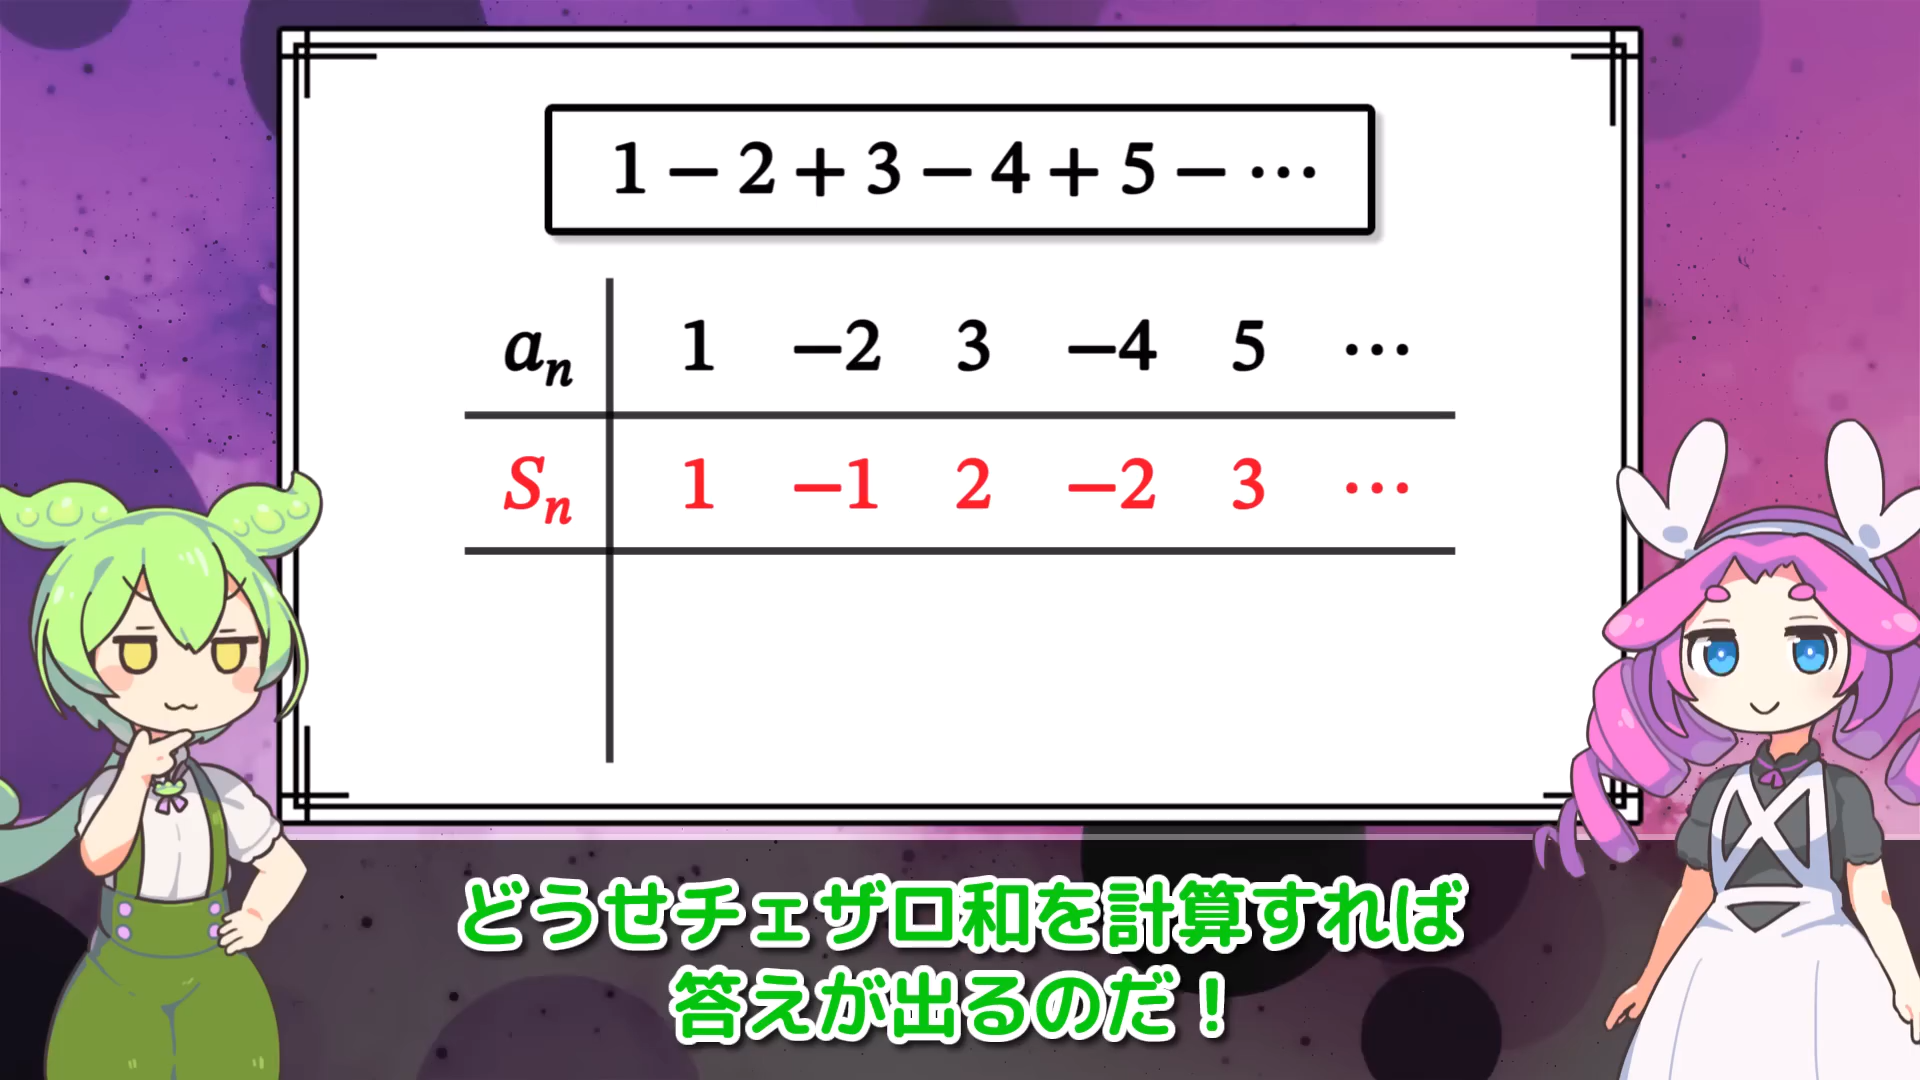 1 − 2 + 3 − 4 + 5 − ⋯
aₙ 1 −2 3 −4 5 ⋯
Sₙ 1 −1 2 −2 3 ⋯
どうせチェザロ和を計算すれば
答えが出るのだ！